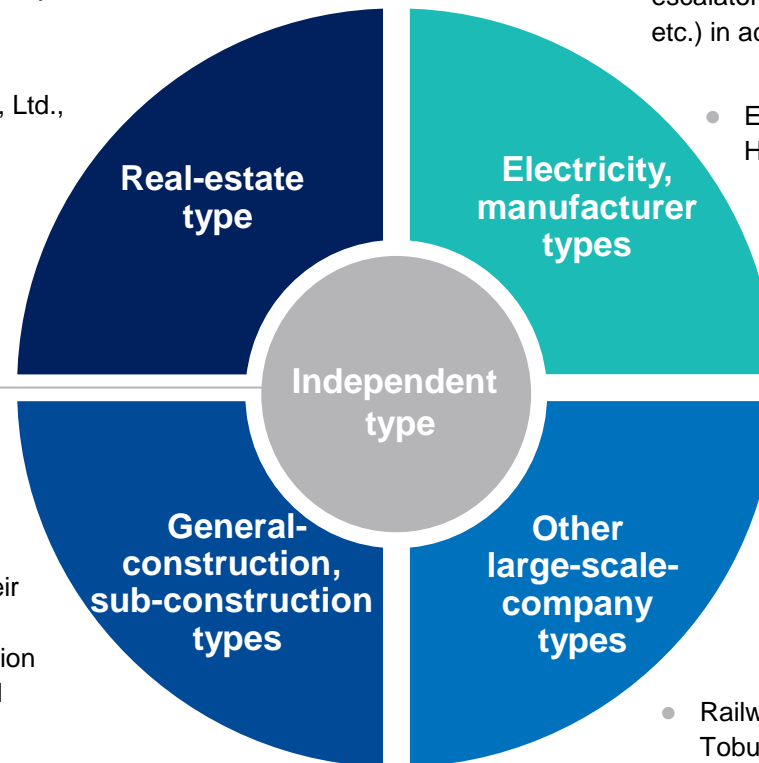 etc.) in ac
, Ltd.,
E
H
Real-estate
type
Electricity,
manufacturer
types
Independent
type
General-
construction,
sub-construction
types
Other
large-scale-
company
types
eir
ion
Railw
Tobu